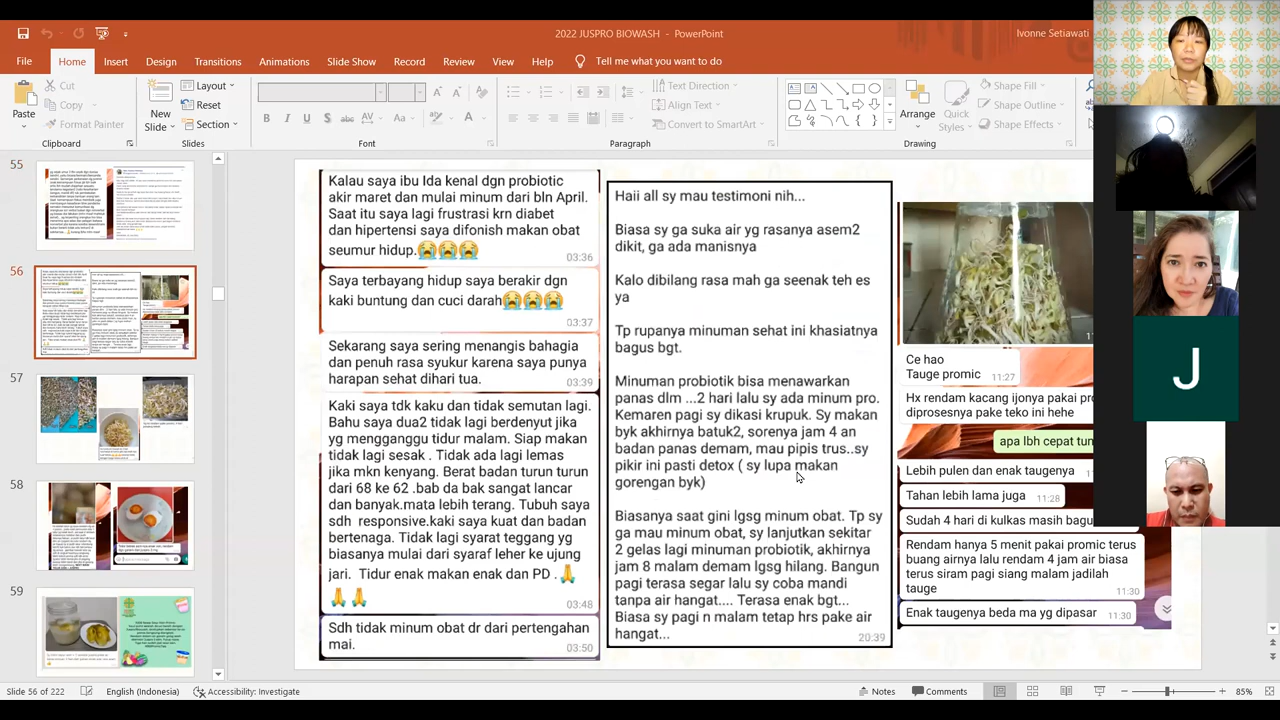 2022 JUSPRO BIOWASH - PowerPoint
Ivonne Setiawati
File
Home
Insert
Design
Transitions
Animations
Slide Show
Record
Review
View
Help
Tell me what you want to do
Paste
Cut
Copy
Format Painter
Clipboard
New Slide
Layout
Reset
Section
Slides
Font
Text Direction
Align Text
Convert to SmartArt
Paragraph
Arrange
Quick Styles
Shape Fill
Shape Outline
Shape Effects
Drawing
55
56
57
58
59
Kalau saya ibu Ida kenal dgn probiotik
akir maret dan mulai minum dari bln April.
Saat itu saya lagi frustrasi krn diabet
dan hipertensi saya difonish makan obat
seumur hidup.😭😭😭
03:36
Saya terbayang hidup saya berakir dgn
kaki buntung dan cuci darah😭😭😭
03:37
Sekarang saya sering menangis bahagia
dan penuh rasa syukur karena saya punya
harapan sehat dihari tua.
03:39
Kaki saya tdk kaku dan tidak semutan lagi.
Bahu saya dua2 tidak lagi berdenyut jika
yg mengganggu tidur malam. Siap makan
tidak lagi sesak . Tidak ada lagi lemas
jika mkn kenyang. Berat badan turun turun
dari 68 ke 62 .bab da bak sangat lancar
dan banyak.mata lebih terang. Tubuh saya
sdh responsive.kaki saya kuat dan badan
bertenaga. Tidak lagi syarat teggang yg
biasanya mulai dari syaraf leher ke ujung
jari. Tidur enak makan enak dan PD .🙏
🙏🙏
03:48
Sdh tidak minum obat dari pertengahan
mai.
03:50
Haii all sy mau testimoni nih...
Biasa sy ga suka air yg rasanya asem2
dikit, ga ada manisnya
Kalo dibilang rasa mah ga seenak teh es
ya
Tp rupanya minuman sehat ini khasiatnya
bagus bgt.
Minuman probiotik bisa menawarkan
panas dlm ...2 hari lalu sy ada minum pro.
Kemaren pagi sy dikasi krupuk. Sy makan
byk akhirnya batuk2, sorenya jam 4 an
badan panas demam, mau pipis trus..sy
pikir ini pasti detox ( sy lupa makan
gorengan byk)
Biasanya saat gini lgsg minum obat, Tp sy
ga mau minum obat, sy lanjutkan sekitar
2 gelas lagi minuman probiotik, akhirnya
jam 8 malam demam lgsg hilang. Bangun
pagi terasa segar lalu sy coba mandi
tanpa air hangat.... Terasa enak bgt...
Biasa sy pagi n malam tetap hrs pake air
hangat...
20:39
Ce hao
Tauge promic
11:27
Hx rendam kacang ijonya pakai pro
diprosesnya pake teko ini hehe
apa lbh cepat
Lebih pulen dan enak taugenya
Tahan lebih lama juga
11:28
Sudah 4 hari di kulkas masih
Rendam hanya 5 menit pakai promic terus
buang airnya lalu rendam 4 jam air biasa
terus siram pagi siang malam jadilah
tauge
11:30
Enak taugenya beda ma yg dipasar
11:30
J
Slide 56 of 222
English (Indonesia)
Accessibility: Investigate
Notes
Comments
85%